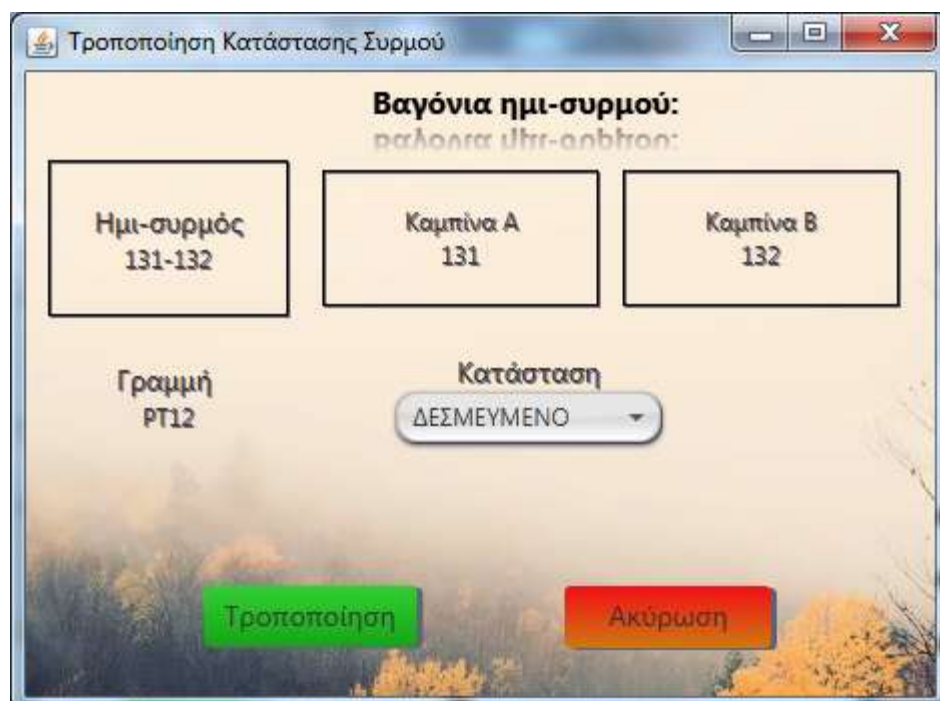 Τροποποίηση Κατάστασης Συρμού
Βαγόνια ημι-συρμού:
Ημι-συρμός
131-132
Καμπίνα Α
131
Καμπίνα Β
132
Γραμμή
PT12
Κατάσταση
ΔΕΣΜΕΥΜΕΝΟ
Τροποποίηση
Ακύρωση